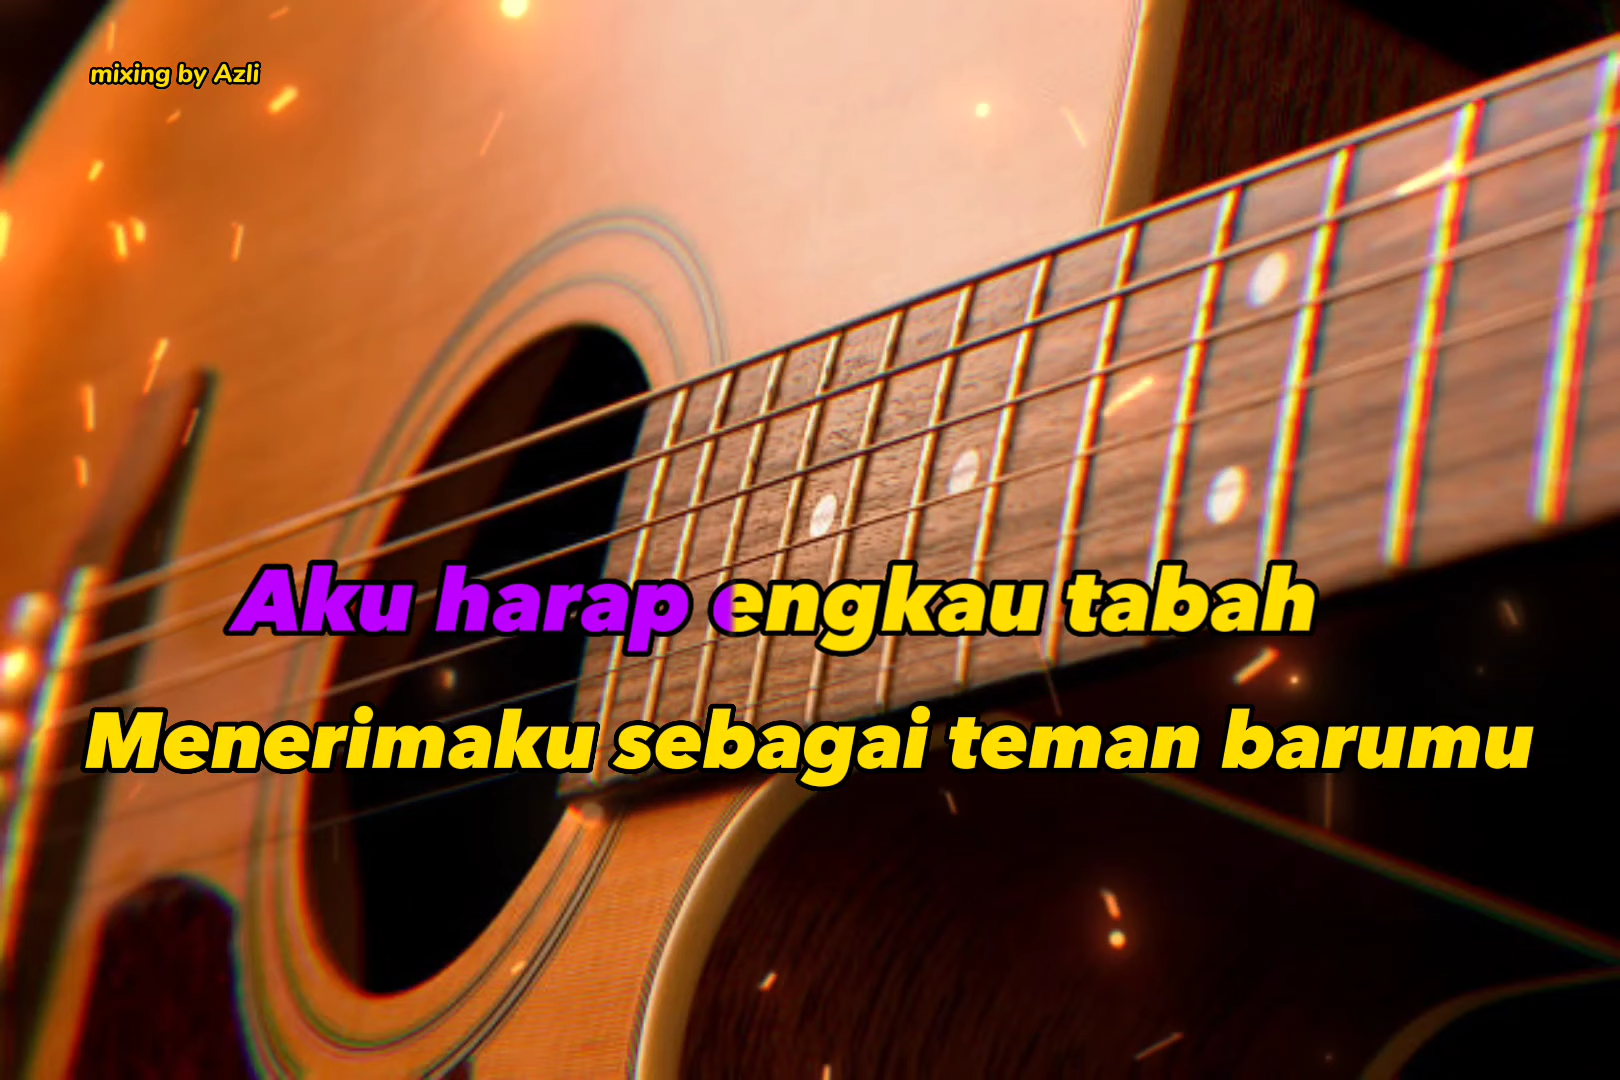 mixing by Azli
Aku harap engkau tabah
Menerimaku sebagai teman barumu